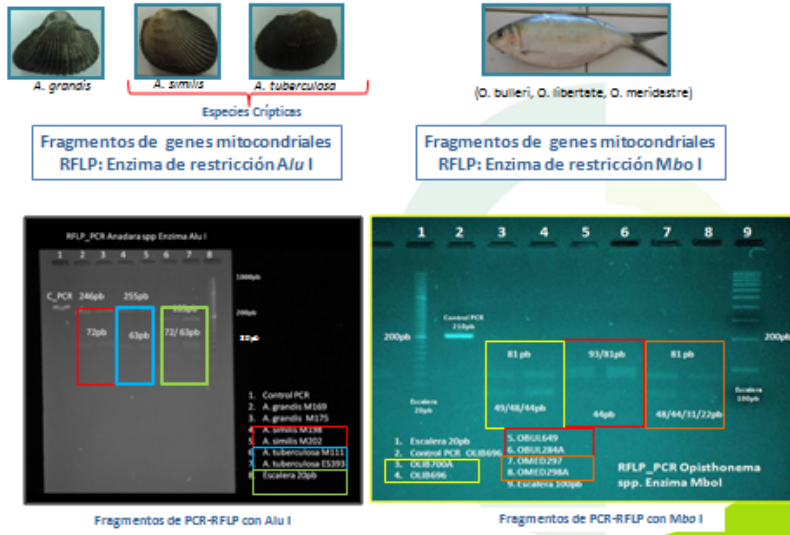 A. grandis
A. similis
A. tuberculosa
Especies Crípticas
(O. bulleri, O. libertate, O. meridastre)
Fragmentos de genes mitocondriales
RFLP: Enzima de restricción Alu I
Fragmentos de genes mitocondriales
RFLP: Enzima de restricción Mbo I
RFLP_PCR Anadara spp Enzima Alu I
1 2 3 4 5 6 7 8
1000pb
C_PCR 246pb 255pb
200pb
72pb 63pb 72/ 63pb
1. Control PCR
2. A. grandis M169
3. A. grandis M175
4. A. similis M198
5. A. similis M202
6. A. tuberculosa M111
7. A. tuberculosa ES393
8. Escalera 20pb
Fragmentos de PCR-RFLP con Alu I
1 2 3 4 5 6 7 8 9
Control PCR
210pb
200pb
200pb
81 pb 93/81pb 81 pb
Escalera
20pb
49/48/44pb 44pb 48/44/31/22pb
Escalera
100pb
1. Escalera 20pb
2. Control PCR OLIB696
3. OLIB700A
4. OLIB696
5. OBUL649
6. OBUL284A
7. OMED297
8. OMED298A
9. Escalera 100pb
RFLP_PCR Opisthonema
spp. Enzima MboI
Fragmentos de PCR-RFLP con Mbo I